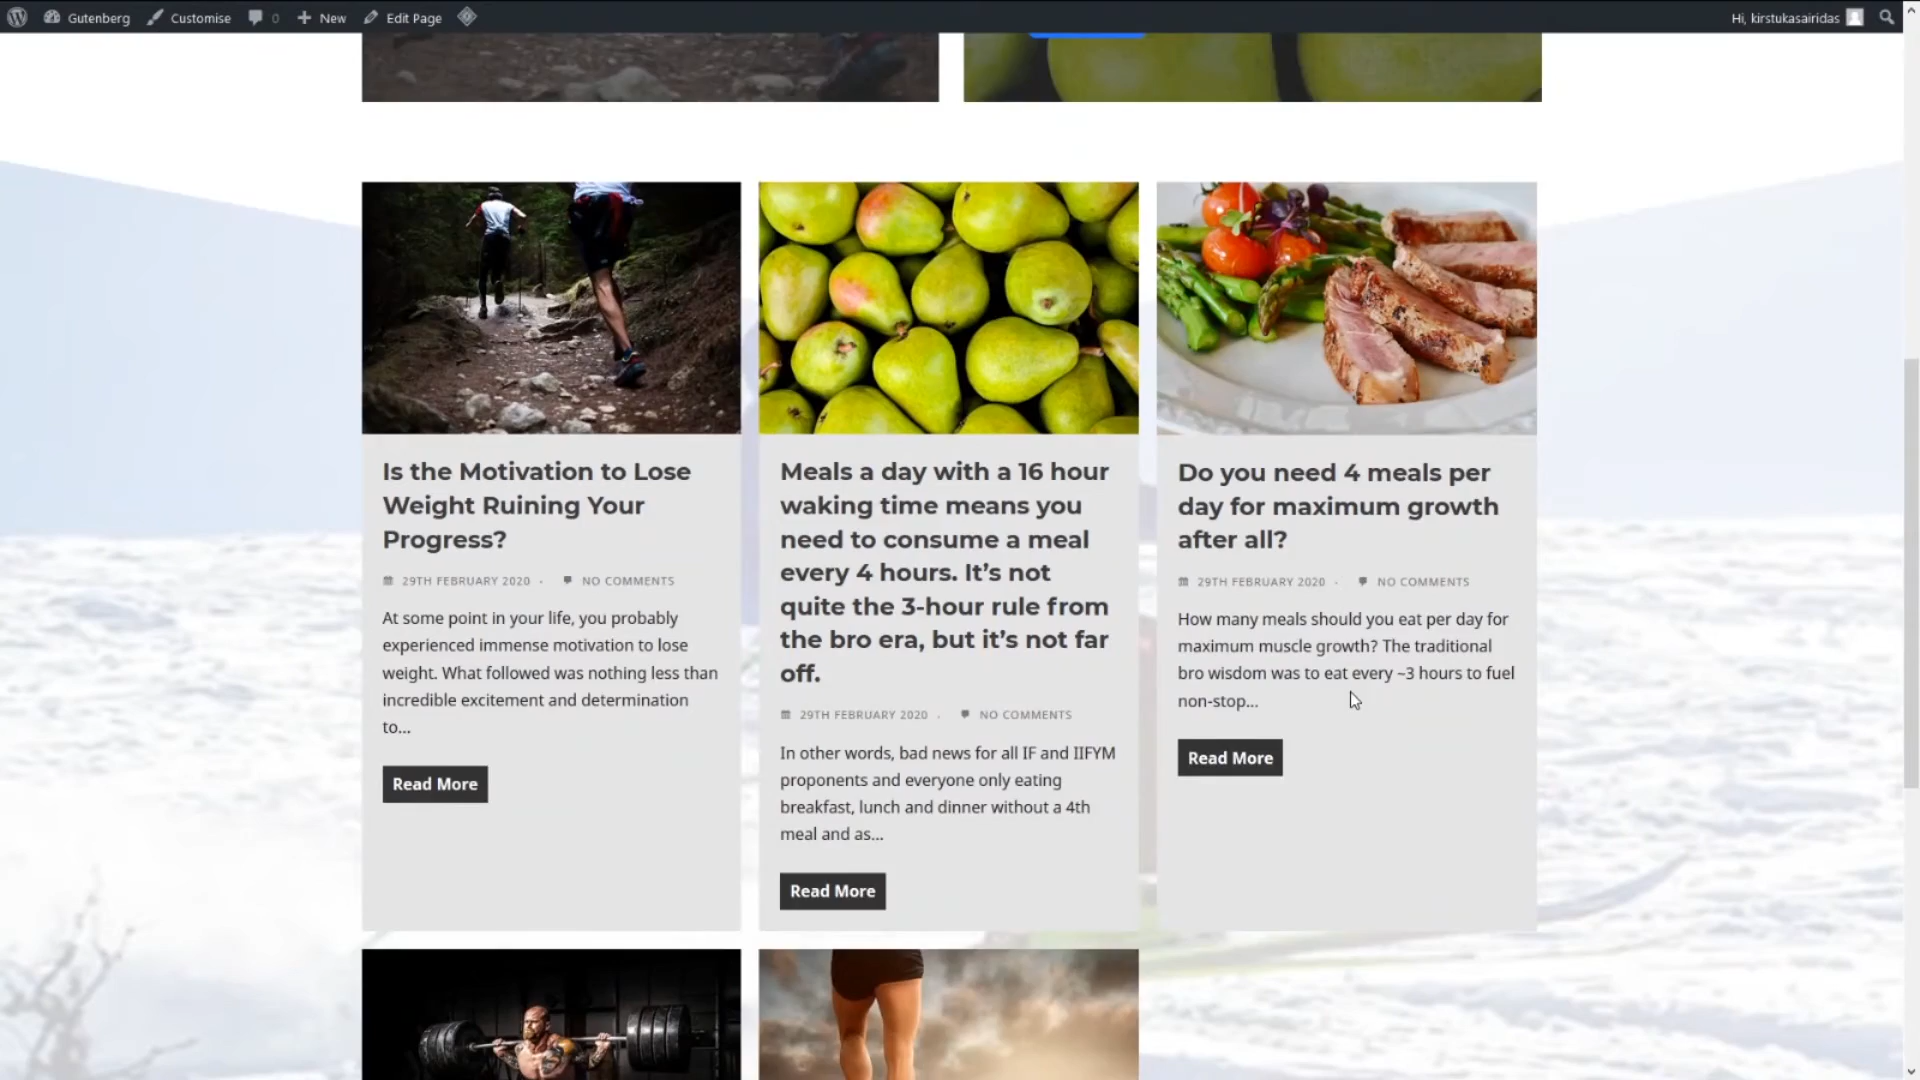 Gutenberg
Customise
0
New
Edit Page
Hi, kirstukasairidas
Is the Motivation to Lose
Weight Ruining Your
Progress?
29TH FEBRUARY 2020 · NO COMMENTS
At some point in your life, you probably
experienced immense motivation to lose
weight. What followed was nothing less than
incredible excitement and determination
to...
Read More
Meals a day with a 16 hour
waking time means you
need to consume a meal
every 4 hours. It’s not
quite the 3-hour rule from
the bro era, but it’s not far
off.
29TH FEBRUARY 2020 · NO COMMENTS
In other words, bad news for all IF and IIFYM
proponents and everyone only eating
breakfast, lunch and dinner without a 4th
meal and as...
Read More
Do you need 4 meals per
day for maximum growth
after all?
29TH FEBRUARY 2020 · NO COMMENTS
How many meals should you eat per day for
maximum muscle growth? The traditional
bro wisdom was to eat every ~3 hours to fuel
non-stop...
Read More